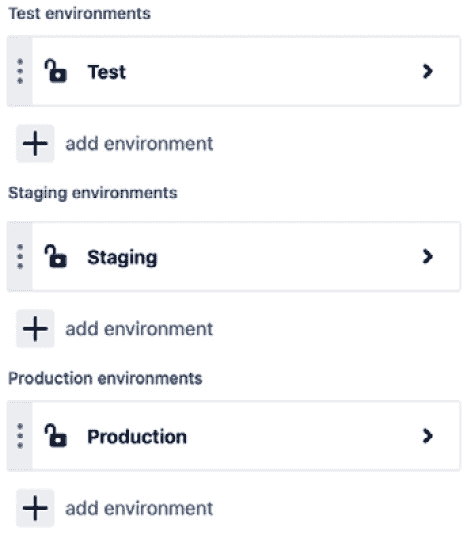 Test environments
Test
add environment
Staging environments
Staging
add environment
Production environments
Production
add environment